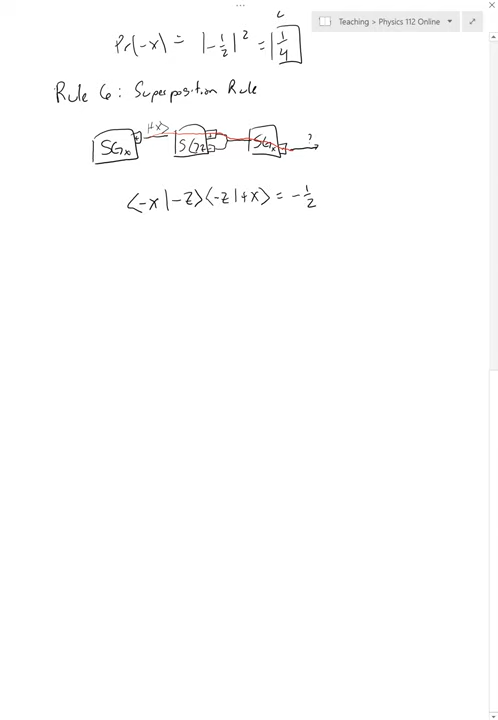 Teaching > Physics 112 Online
Pr(-x) = |-1/2|² = 1/4
Rule 6: Superposition Rule
SGx + |+x> SGz + - SGx - ?
<-x|-z><-z|+x> = -1/2